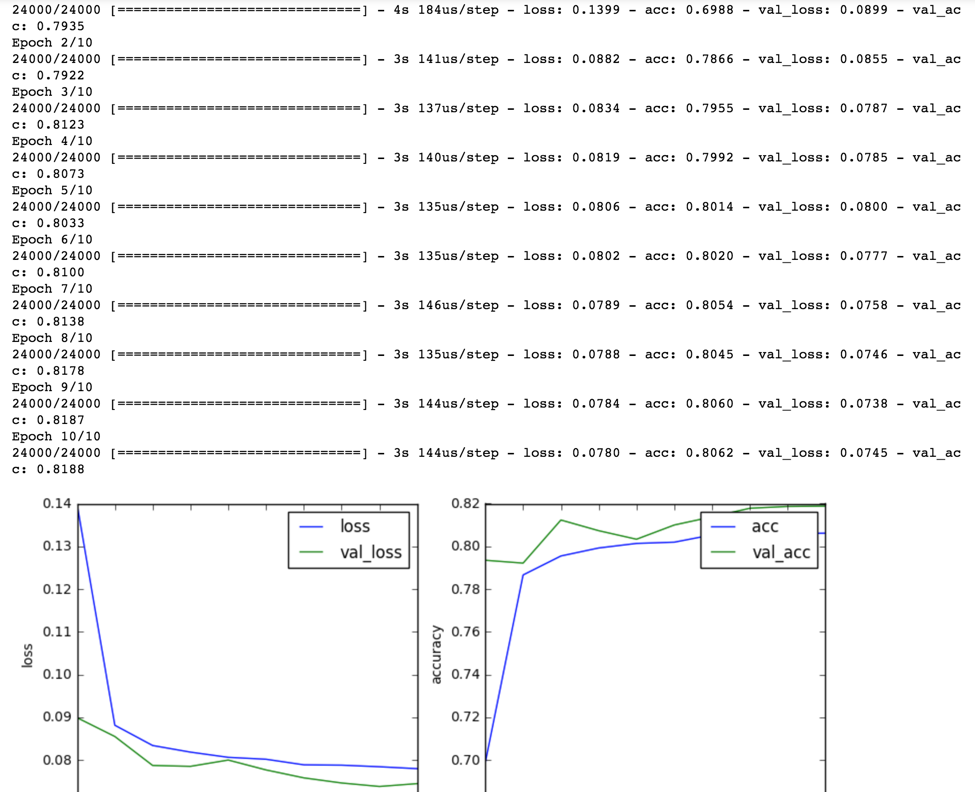 24000/24000 [==============================] - 4s 184us/step - loss: 0.1399 - acc: 0.6988 - val_loss: 0.0899 - val_ac
c: 0.7935
Epoch 2/10
24000/24000 [==============================] - 3s 141us/step - loss: 0.0882 - acc: 0.7866 - val_loss: 0.0855 - val_ac
c: 0.7922
Epoch 3/10
24000/24000 [==============================] - 3s 137us/step - loss: 0.0834 - acc: 0.7955 - val_loss: 0.0787 - val_ac
c: 0.8123
Epoch 4/10
24000/24000 [==============================] - 3s 140us/step - loss: 0.0819 - acc: 0.7992 - val_loss: 0.0785 - val_ac
c: 0.8073
Epoch 5/10
24000/24000 [==============================] - 3s 135us/step - loss: 0.0806 - acc: 0.8014 - val_loss: 0.0800 - val_ac
c: 0.8033
Epoch 6/10
24000/24000 [==============================] - 3s 135us/step - loss: 0.0802 - acc: 0.8020 - val_loss: 0.0777 - val_ac
c: 0.8100
Epoch 7/10
24000/24000 [==============================] - 3s 146us/step - loss: 0.0789 - acc: 0.8054 - val_loss: 0.0758 - val_ac
c: 0.8138
Epoch 8/10
24000/24000 [==============================] - 3s 135us/step - loss: 0.0788 - acc: 0.8045 - val_loss: 0.0746 - val_ac
c: 0.8178
Epoch 9/10
24000/24000 [==============================] - 3s 144us/step - loss: 0.0784 - acc: 0.8060 - val_loss: 0.0738 - val_ac
c: 0.8187
Epoch 10/10
24000/24000 [==============================] - 3s 144us/step - loss: 0.0780 - acc: 0.8062 - val_loss: 0.0745 - val_ac
c: 0.8188
0.14
0.13
0.12
0.11
0.10
0.09
0.08
loss
loss
val_loss
0.82
0.80
0.78
0.76
0.74
0.72
0.70
accuracy
acc
val_acc